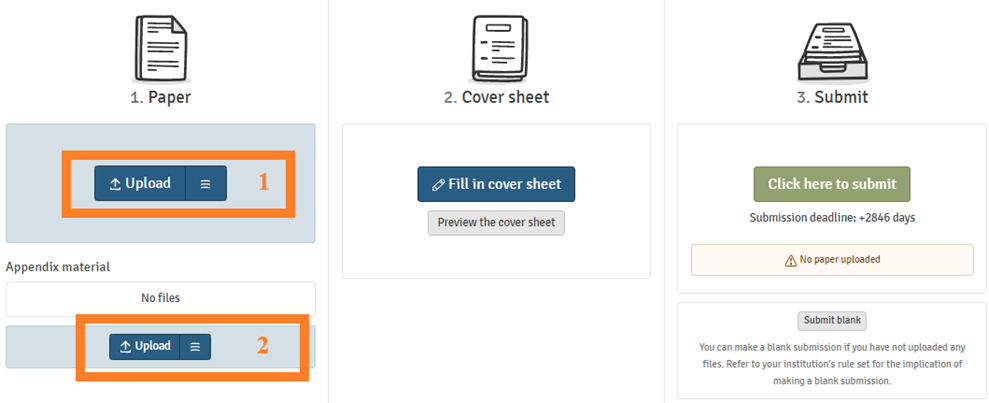 1. Paper
Upload
1
Appendix material
No files
Upload
2
2. Cover sheet
Fill in cover sheet
Preview the cover sheet
3. Submit
Click here to submit
Submission deadline: +2846 days
No paper uploaded
Submit blank
You can make a blank submission if you have not uploaded any
files. Refer to your institution's rule set for the implication of
making a blank submission.